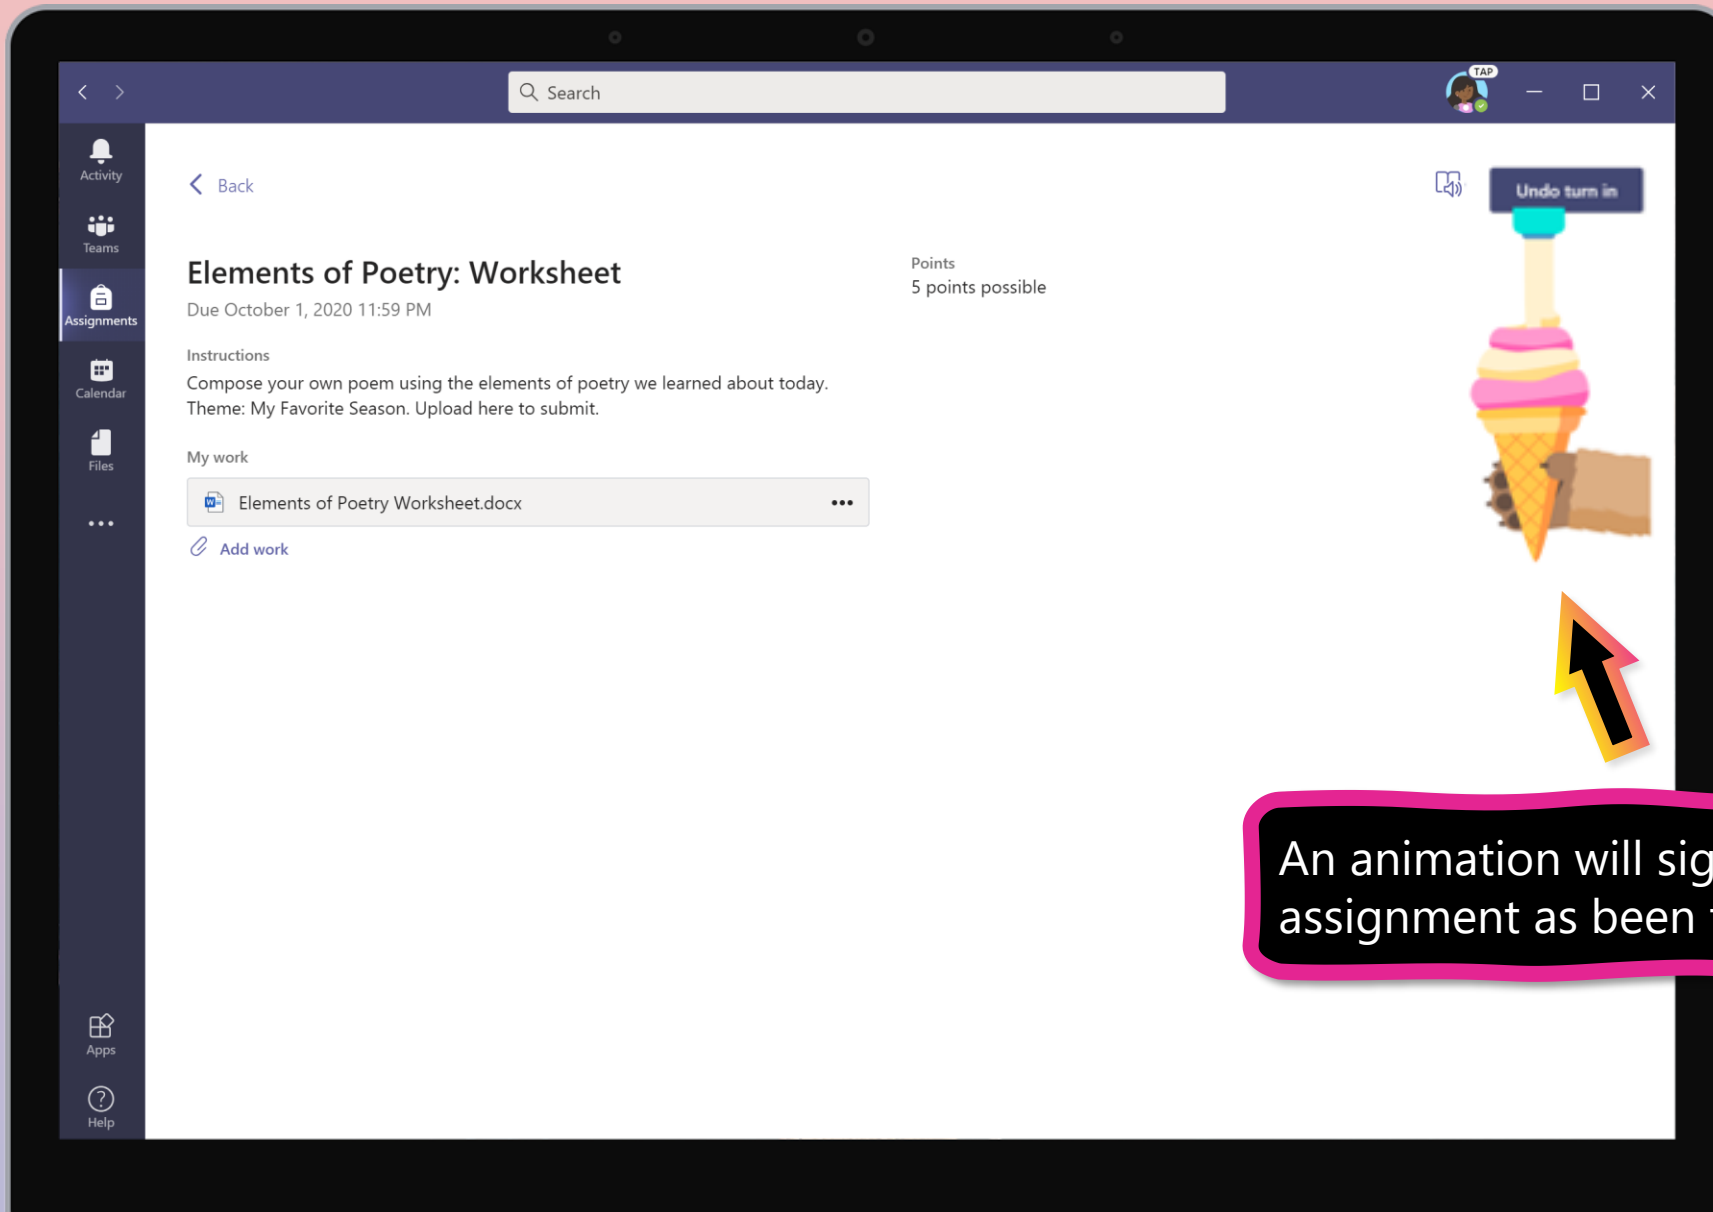 Search
TAP
Activity
Teams
Assignments
Calendar
Files
Apps
Help
Back
Undo turn in
Elements of Poetry: Worksheet
Due October 1, 2020 11:59 PM
Points
5 points possible
Instructions
Compose your own poem using the elements of poetry we learned about today.
Theme: My Favorite Season. Upload here to submit.
My work
Elements of Poetry Worksheet.docx
Add work
An animation will
assignment as been